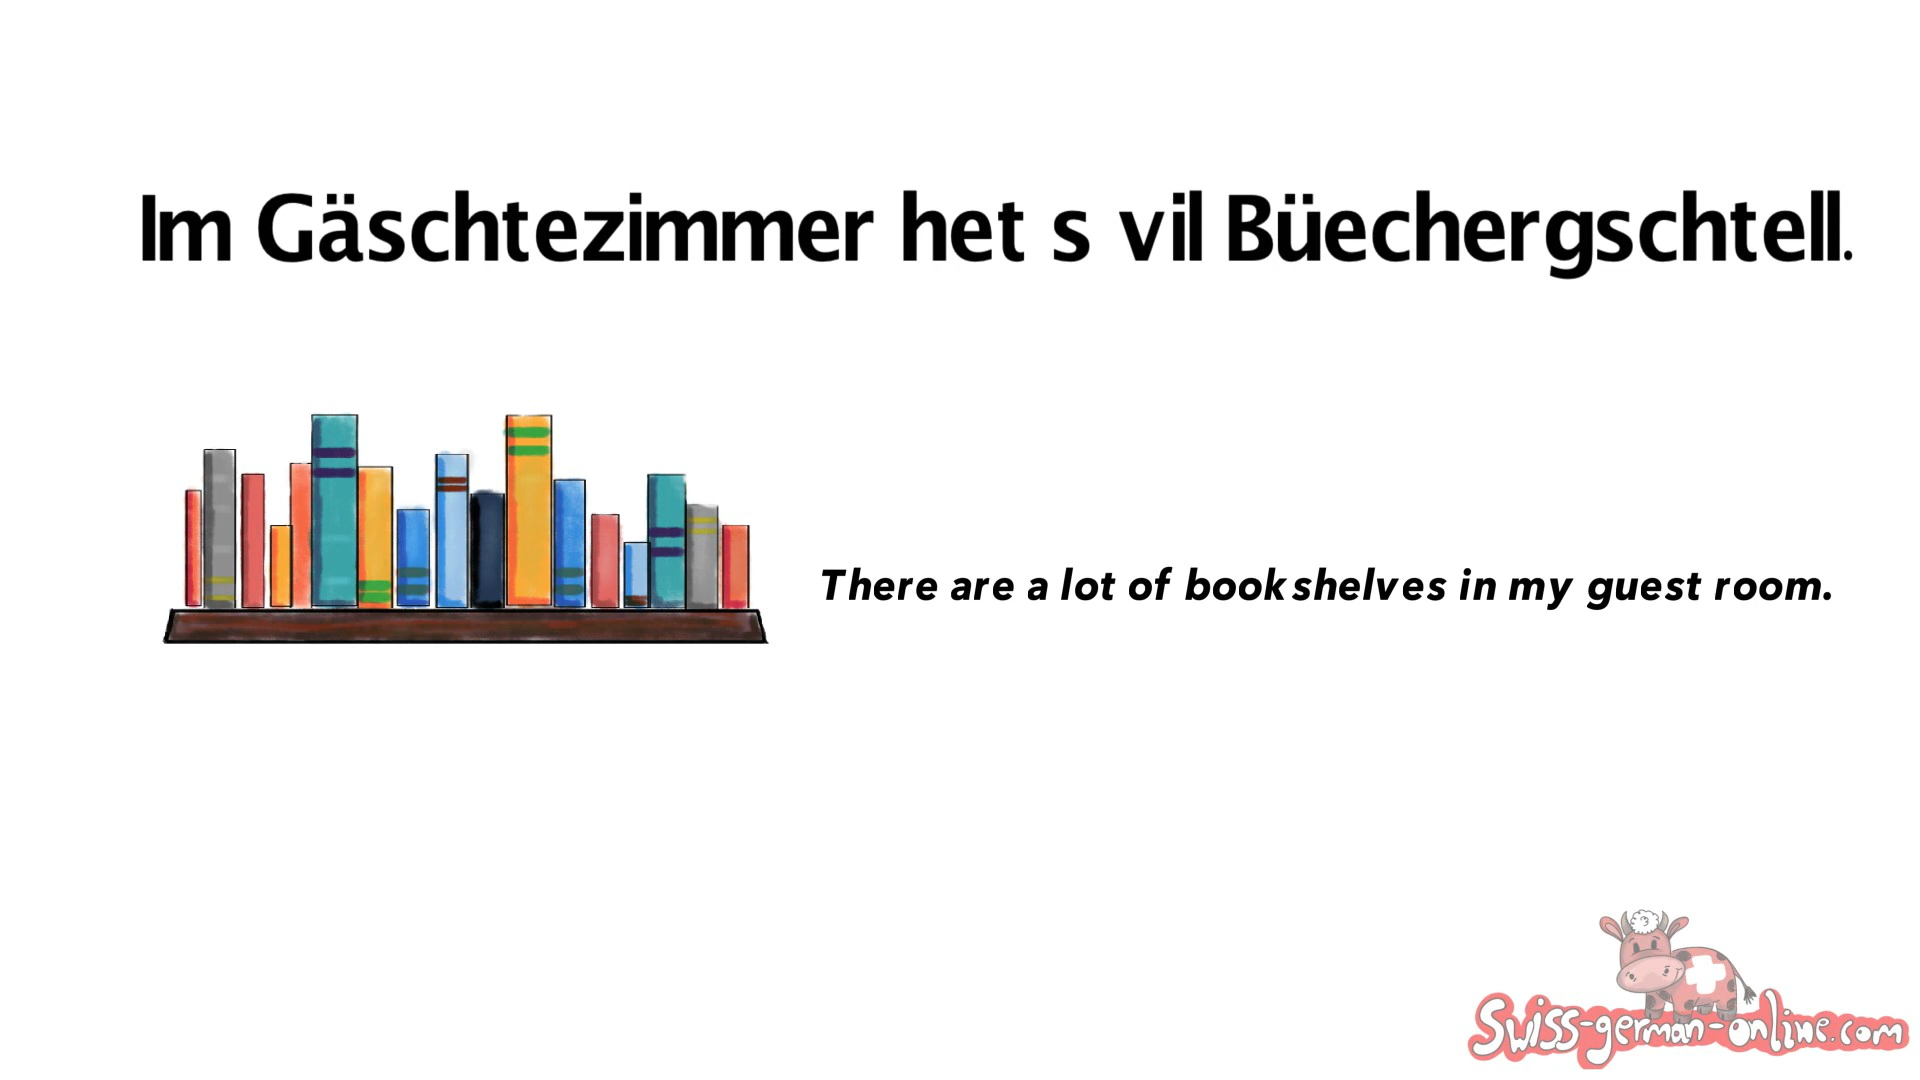 Im Gäschtezimmer het s vil Büechergschtell.
There are a lot of bookshelves in my guest room.
Swiss-german-online.com